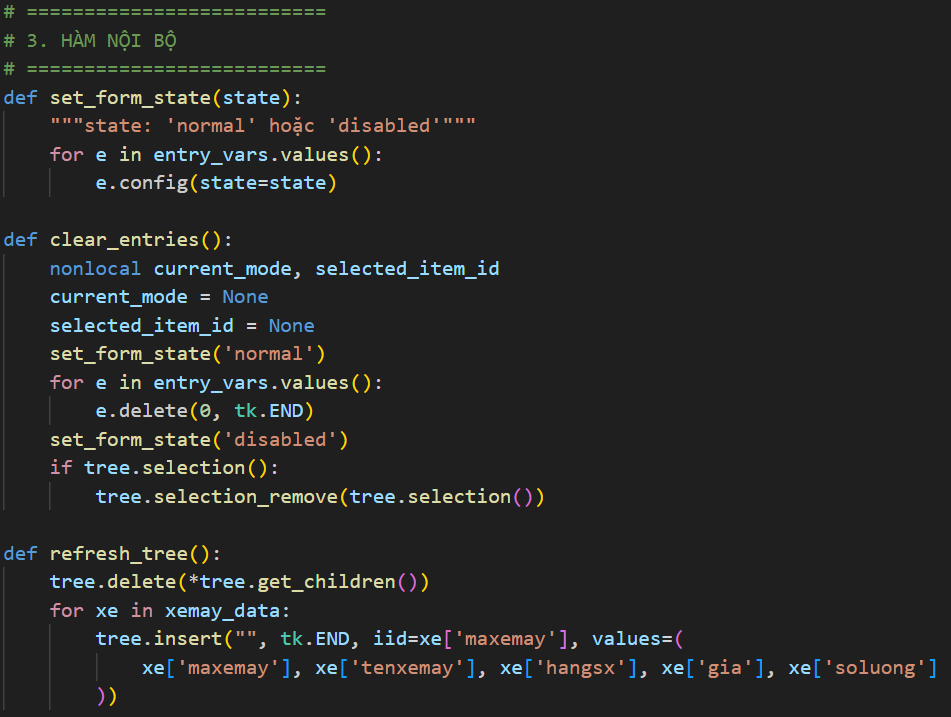 # ==========================
# 3. HÀM NỘI BỘ
# ==========================
def set_form_state(state):
    """state: 'normal' hoặc 'disabled'"""
    for e in entry_vars.values():
        e.config(state=state)

def clear_entries():
    nonlocal current_mode, selected_item_id
    current_mode = None
    selected_item_id = None
    set_form_state('normal')
    for e in entry_vars.values():
        e.delete(0, tk.END)
    set_form_state('disabled')
    if tree.selection():
        tree.selection_remove(tree.selection())

def refresh_tree():
    tree.delete(*tree.get_children())
    for xe in xemay_data:
        tree.insert("", tk.END, iid=xe['maxemay'], values=(
            xe['maxemay'], xe['tenxemay'], xe['hangsx'], xe['gia'], xe['soluong']
        ))